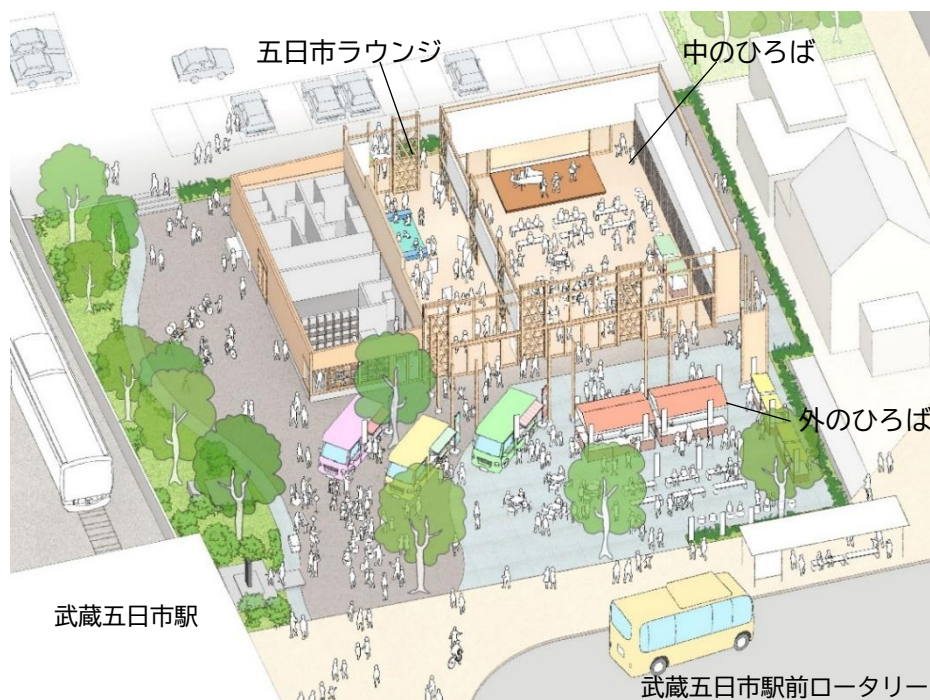 五日市ラウンジ
中のひろば
外のひろば
武蔵五日市駅
武蔵五日市駅前ロータリー